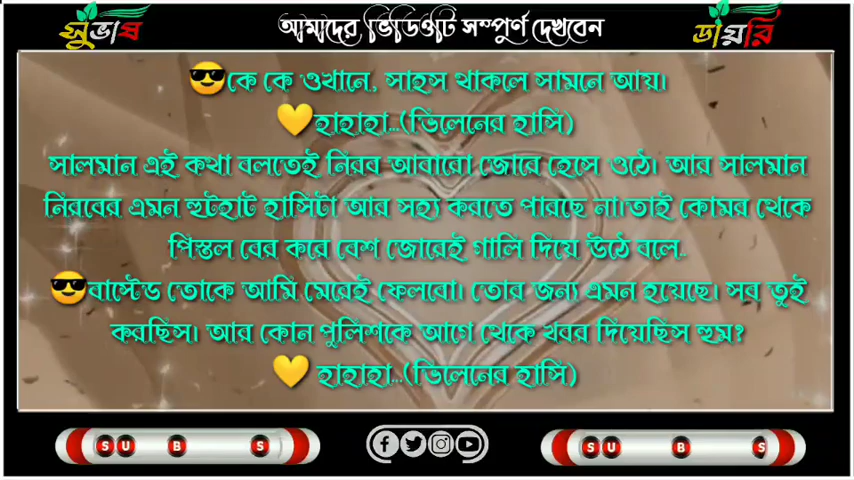 সুভাষ
আমাদের ভিডিওটি সম্পুর্ণ দেখবেন
ডায়রি
😎কে কে ওখানে, সাহস থাকলে সামনে আয়।
💛হাহাহা...(ভিলেনের হাসি)
সালমান এই কথা বলতেই নিরব আবারো জোরে হেসে ওঠে। আর সালমান
নিরবের এমন হুটহাট হাসিটা আর সহ্য করতে পারছে না।তাই কোমর থেকে
পিস্তল বের করে বেশ জোরেই গালি দিয়ে উঠে বলে..
😎বাস্টেন্ড তোকে আমি মেরেই ফেলবো। তোর জন্য এমন হয়েছে। সব তুই
করছিস। আর কোন পুলিশকে আগে থেকে খবর দিয়েছিস হুম?
💛 হাহাহা...(ভিলেনের হাসি)
S U B S
S U B S